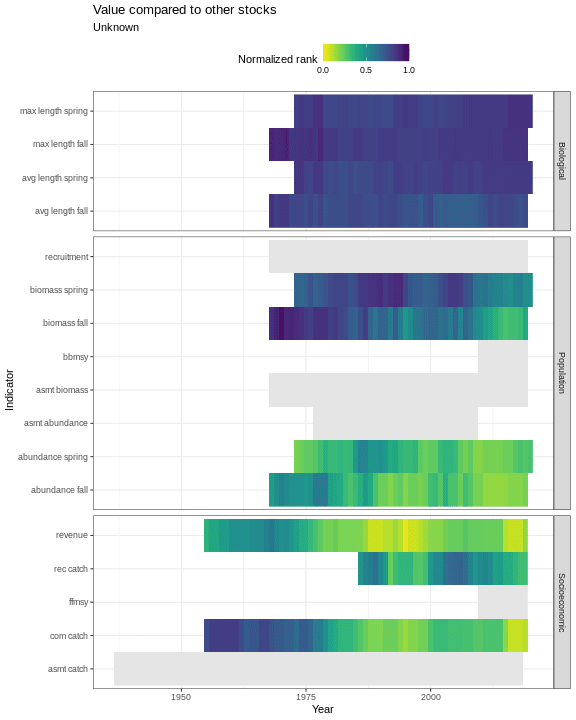 Value compared to other stocks
Unknown
Normalized rank
0.0 0.5 1.0
max length spring
max length fall
avg length spring
avg length fall
Biological
recruitment
biomass spring
biomass fall
bbmsy
asmt biomass
asmt abundance
abundance spring
abundance fall
Population
revenue
rec catch
ffmsy
com catch
asmt catch
Socioeconomic
Indicator
1950 1975 2000
Year